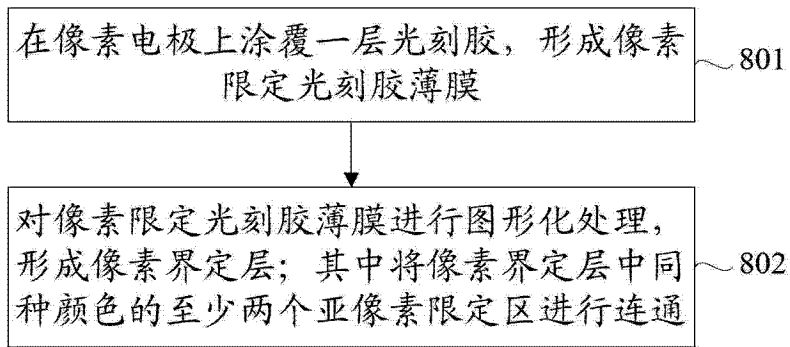 在像素电极上涂覆一层光刻胶，形成像素
限定光刻胶薄膜
801
对像素限定光刻胶薄膜进行图形化处理，
形成像素界定层；其中将像素界定层中同
种颜色的至少两个亚像素限定区进行连通
802